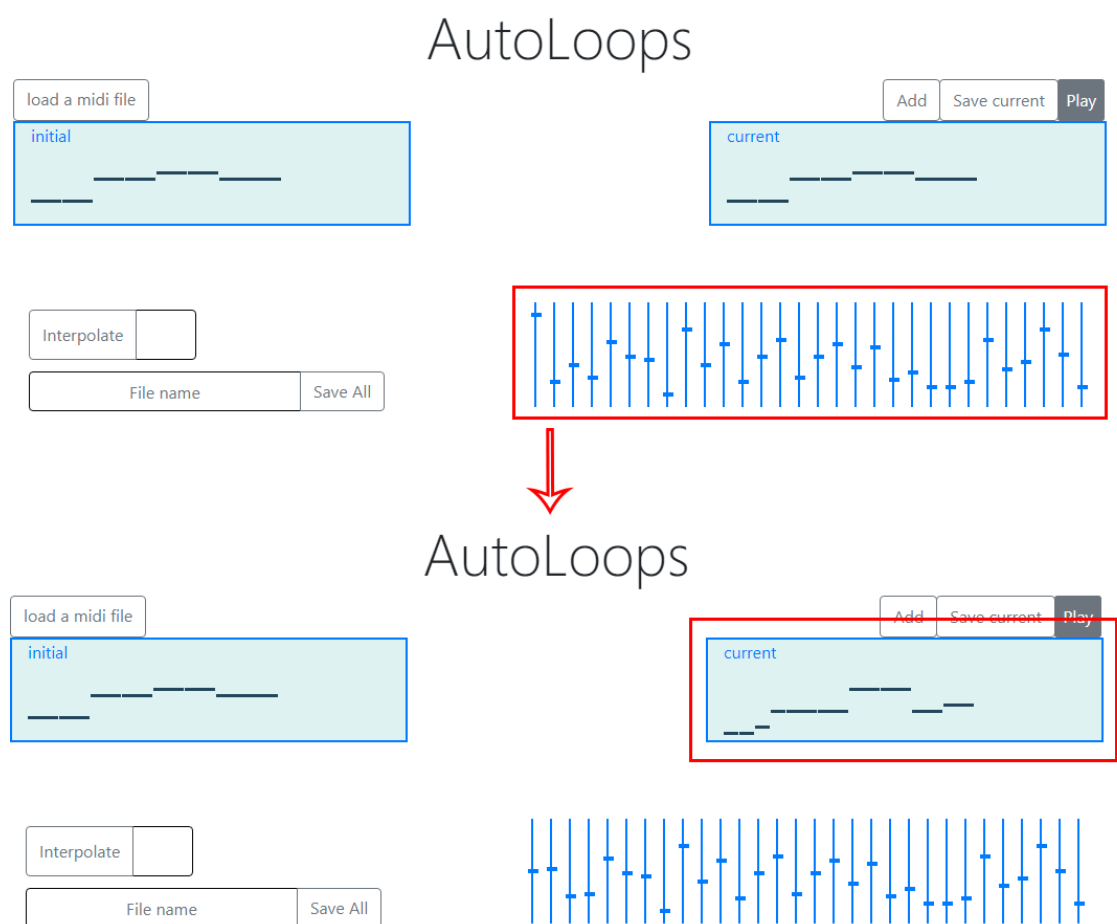 AutoLoops
load a midi file
Add Save current Play
initial
current
Interpolate
File name Save All
AutoLoops
load a midi file
Add Save current Play
initial
current
Interpolate
File name Save All